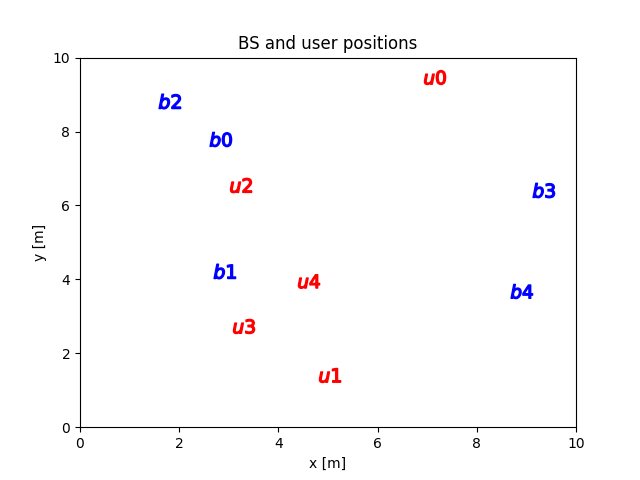 BS and user positions
10
u0
b2
8
b0
u2
b3
6
y [m]
b1
4
u4
b4
u3
2
u1
0
0 2 4 6 8 10
x [m]